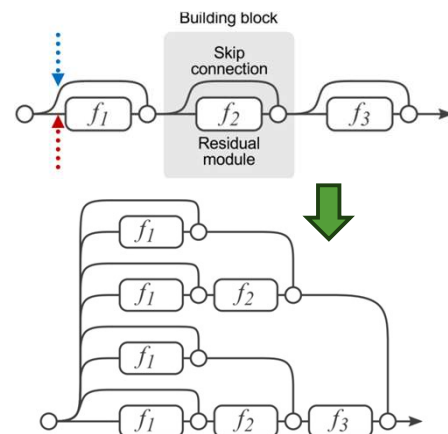 Building block
Skip
connection
f1
f2
f3
Residual
module
f1
f1 f2
f1
f1 f2 f3